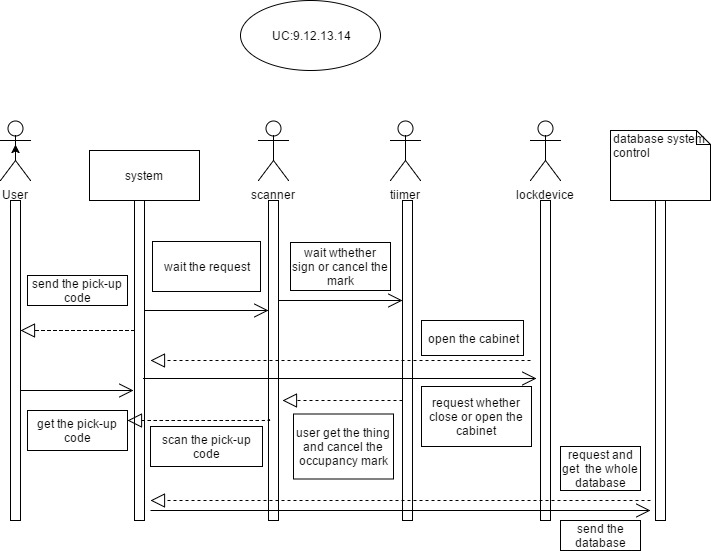 UC:9.12.13.14
database system
control
system
User
scanner
tiimer
lockdevice
wait the request
wait wthether
sign or cancel the
mark
send the pick-up
code
open the cabinet
get the pick-up
code
scan the pick-up
code
user get the thing
and cancel the
occupancy mark
request whether
close or open the
cabinet
request and
get the whole
database
send the
database